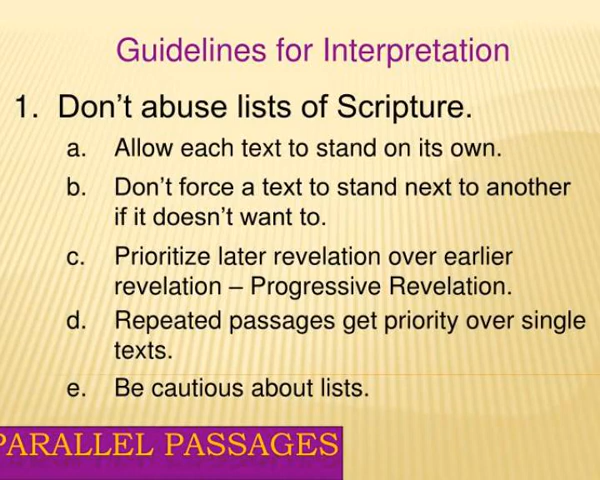 Guidelines for Interpretation
1. Don't abuse lists of Scripture.
a. Allow each text to stand on its own.
b. Don't force a text to stand next to another
if it doesn't want to.
c. Prioritize later revelation over earlier
revelation – Progressive Revelation.
d. Repeated passages get priority over single
texts.
e. Be cautious about lists.
PARALLEL PASSAGES